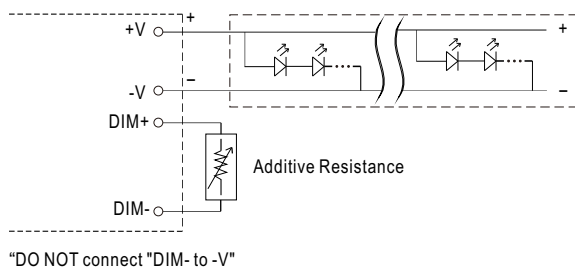 +V
+
-V
−
DIM+
DIM-
Additive Resistance
+
−
“DO NOT connect "DIM- to -V"